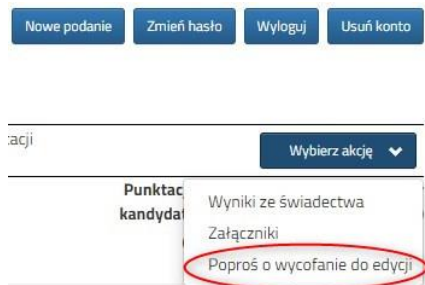 Nowe podanie Zmień hasło Wyloguj Usuń konto
acji Wybierz akcję
Punktac
kandydat
Wyniki ze świadectwa
Załączniki
Poproś o wycofanie do edycji